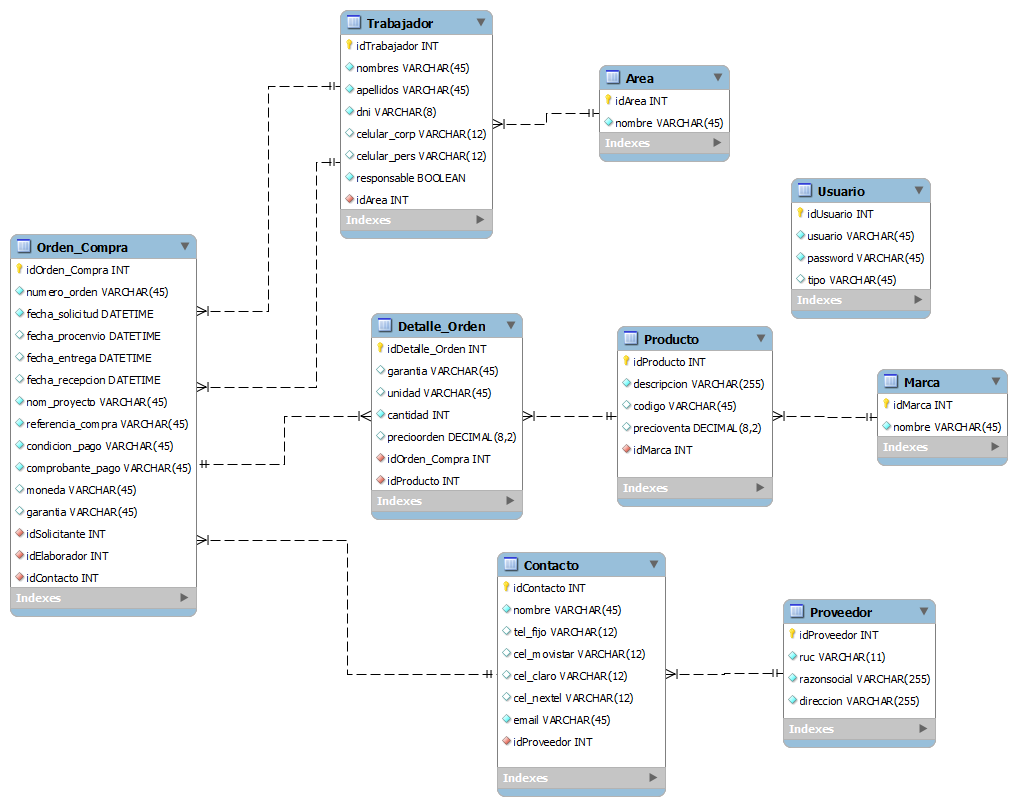 Trabajador
idTrabajador INT
nombres VARCHAR(45)
apellidos VARCHAR(45)
dni VARCHAR(8)
celular_corp VARCHAR(12)
celular_pers VARCHAR(12)
responsable BOOLEAN
idArea INT
Indexes
Area
idArea INT
nombre VARCHAR(45)
Indexes
Usuario
idUsuario INT
usuario VARCHAR(45)
password VARCHAR(45)
tipo VARCHAR(45)
Indexes
Orden_Compra
idOrden_Compra INT
numero_orden VARCHAR(45)
fecha_solicitud DATETIME
fecha_procenvio DATETIME
fecha_entrega DATETIME
fecha_recepcion DATETIME
nom_proyecto VARCHAR(45)
referencia_compra VARCHAR(45)
condicion_pago VARCHAR(45)
comprobante_pago VARCHAR(45)
moneda VARCHAR(45)
garantia VARCHAR(45)
idSolicitante INT
idElaborador INT
idContacto INT
Indexes
Detalle_Orden
idDetalle_Orden INT
garantia VARCHAR(45)
unidad VARCHAR(45)
cantidad INT
precioorden DECIMAL(8,2)
idOrden_Compra INT
idProducto INT
Indexes
Producto
idProducto INT
descripcion VARCHAR(255)
codigo VARCHAR(45)
precioventa DECIMAL(8,2)
idMarca INT
Indexes
Marca
idMarca INT
nombre VARCHAR(45)
Indexes
Contacto
idContacto INT
nombre VARCHAR(45)
tel_fijo VARCHAR(12)
cel_movistar VARCHAR(12)
cel_claro VARCHAR(12)
cel_nextel VARCHAR(12)
email VARCHAR(45)
idProveedor INT
Indexes
Proveedor
idProveedor INT
ruc VARCHAR(11)
razonsocial VARCHAR(255)
direccion VARCHAR(255)
Indexes